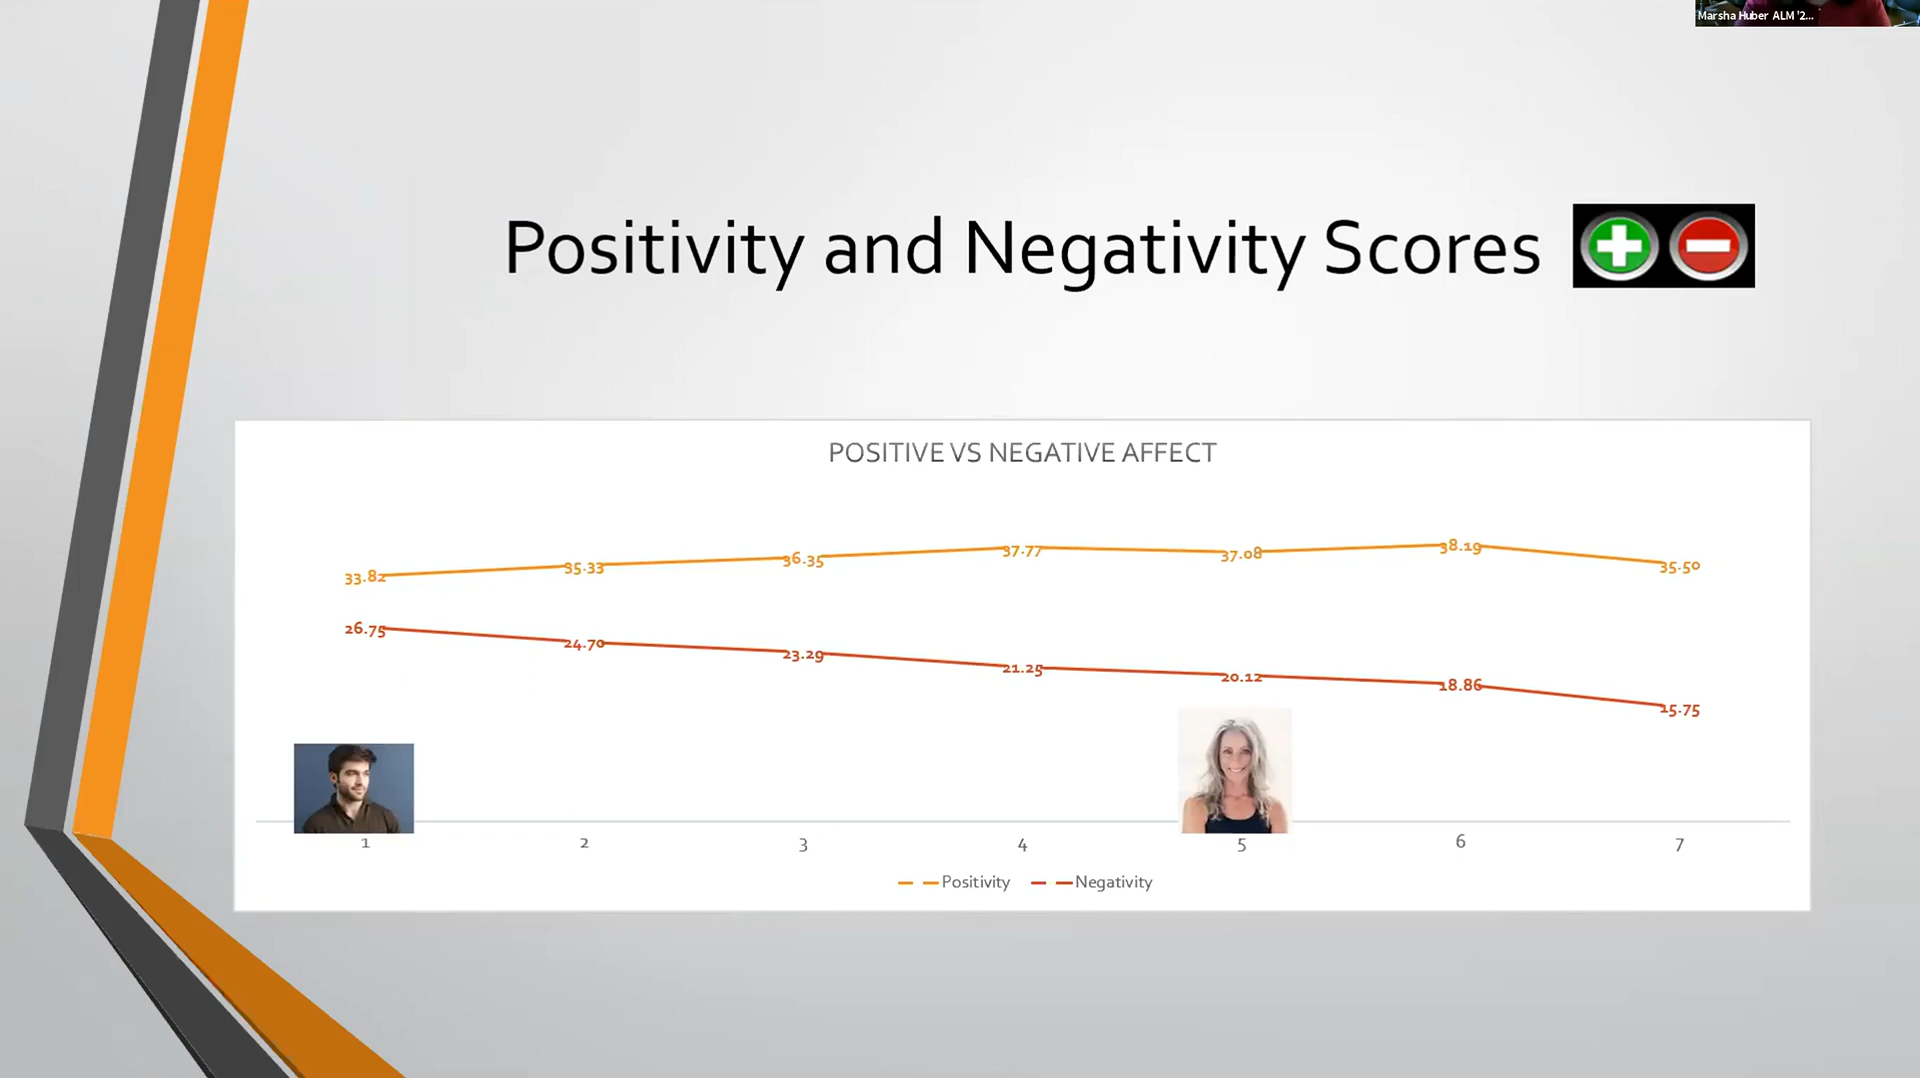 Marsha Huber ALM '2...
Positivity and Negativity Scores
POSITIVE VS NEGATIVE AFFECT
33.82 35.33 36.35 37.77 37.08 38.19 35.50
26.75 24.70 23.29 21.25 20.12 18.86 15.75
1 2 3 4 5 6 7
Positivity Negativity